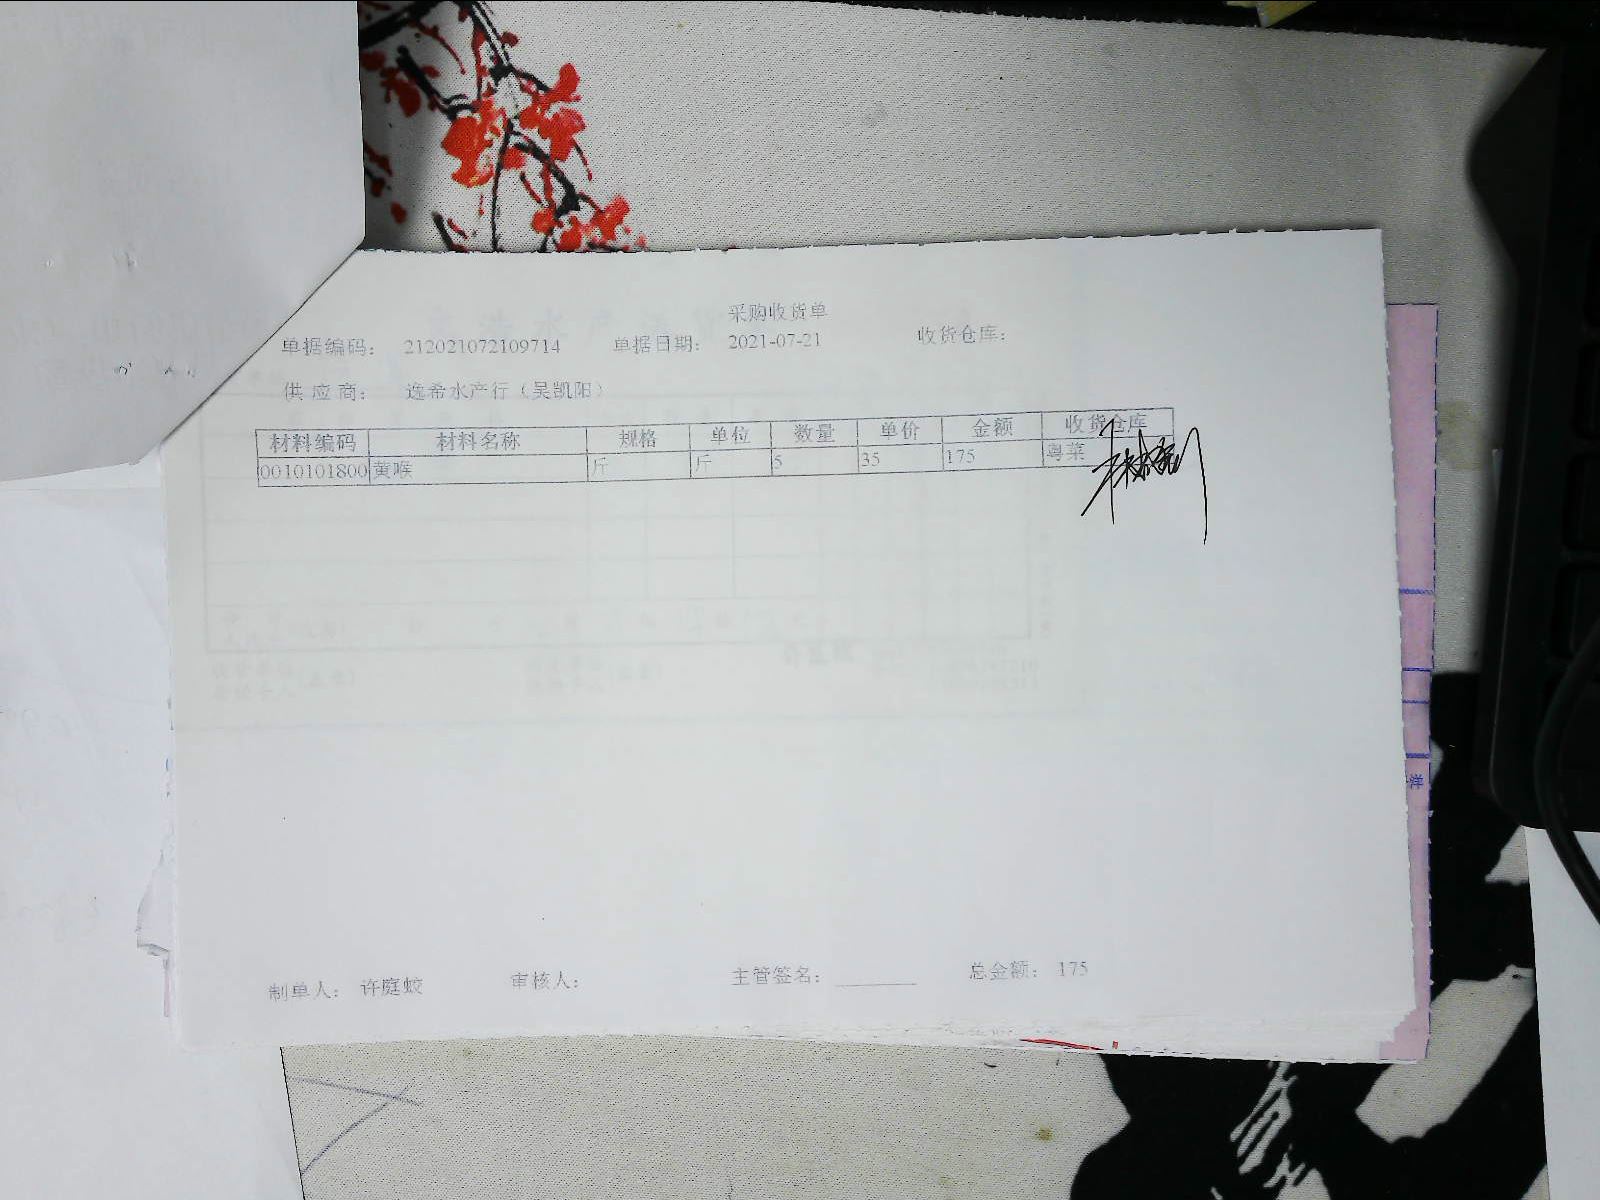 采购收货单
单据编码： 212021072109714 单据日期： 2021-07-21 收货仓库：
供应商： 逸希水产行（吴凯阳）
材料编码 材料名称 规格 单位 数量 单价 金额 收货仓库
0010101800 黄喉 斤 斤 5 35 175 粤菜
洋
制单人： 许庭蛟 审核人： 主管签名： 总金额： 175